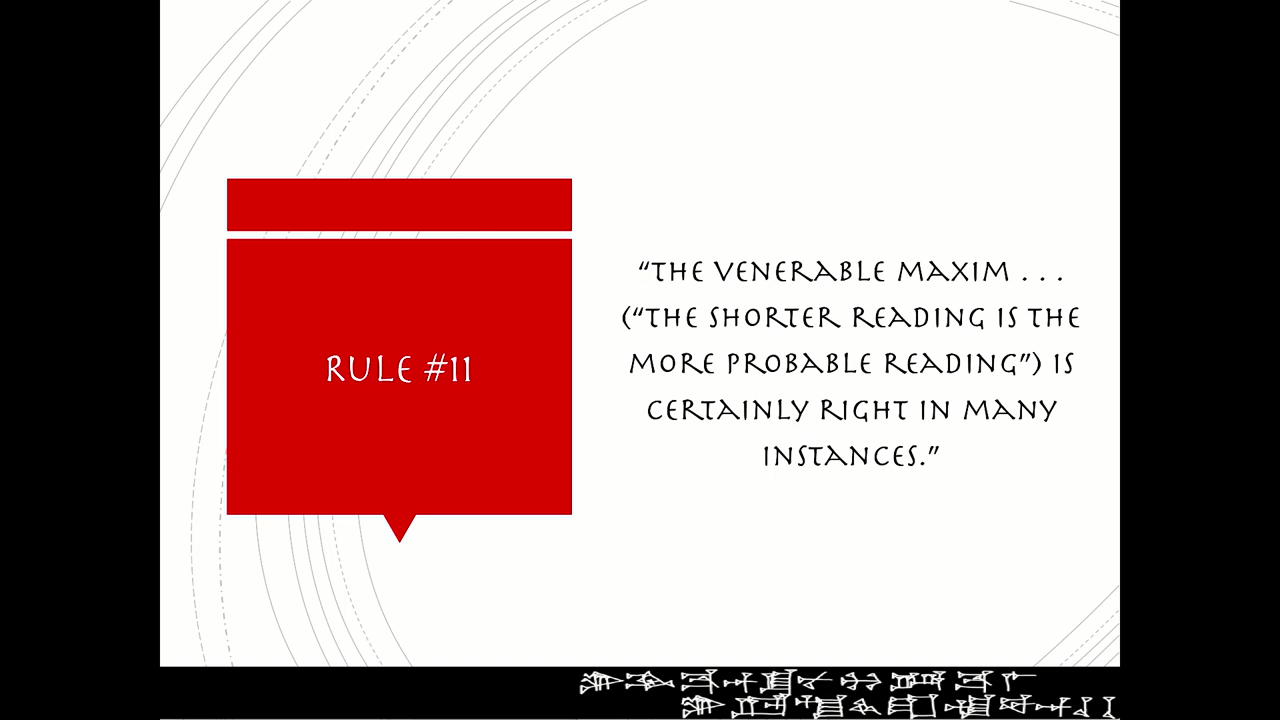 RULE #11
“THE VENERABLE MAXIM . . .
(“THE SHORTER READING IS THE
MORE PROBABLE READING”) IS
CERTAINLY RIGHT IN MANY
INSTANCES.”